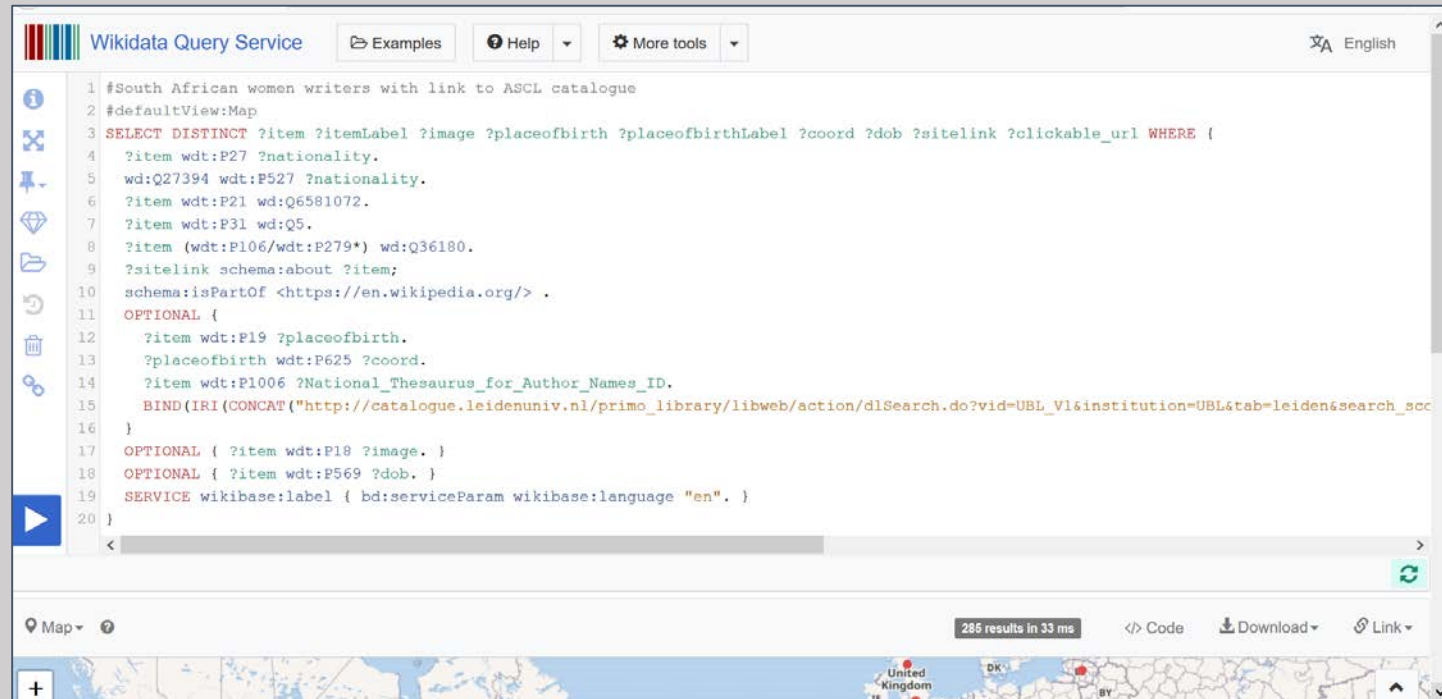 Wikidata Query Service Examples Help More tools English
1 #South African women writers with link to ASCL catalogue
2 #defaultView:Map
3 SELECT DISTINCT ?item ?itemLabel ?image ?placeofbirth ?placeofbirthLabel ?coord ?dob ?sitelink ?clickable_url WHERE {
4 ?item wdt:P27 ?nationality.
5 wd:Q27394 wdt:P527 ?nationality.
6 ?item wdt:P21 wd:Q6581072.
7 ?item wdt:P31 wd:Q5.
8 ?item (wdt:P106/wdt:P279*) wd:Q36180.
9 ?sitelink schema:about ?item;
10 schema:isPartOf <https://en.wikipedia.org/> .
11 OPTIONAL {
12 ?item wdt:P19 ?placeofbirth.
13 ?placeofbirth wdt:P625 ?coord.
14 ?item wdt:P1006 ?National_Thesaurus_for_Author_Names_ID.
15 BIND(IRI(CONCAT("http://catalogue.leidenuniv.nl/primo_library/libweb/action/dlSearch.do?vid=UBL_V1&institution=UBL&tab=leiden&search_sco
16 }
17 OPTIONAL { ?item wdt:P18 ?image. }
18 OPTIONAL { ?item wdt:P569 ?dob. }
19 SERVICE wikibase:label { bd:serviceParam wikibase:language "en". }
20 }
Map 285 results in 33 ms </> Code Download Link
+
United
Kingdom
DK
BY